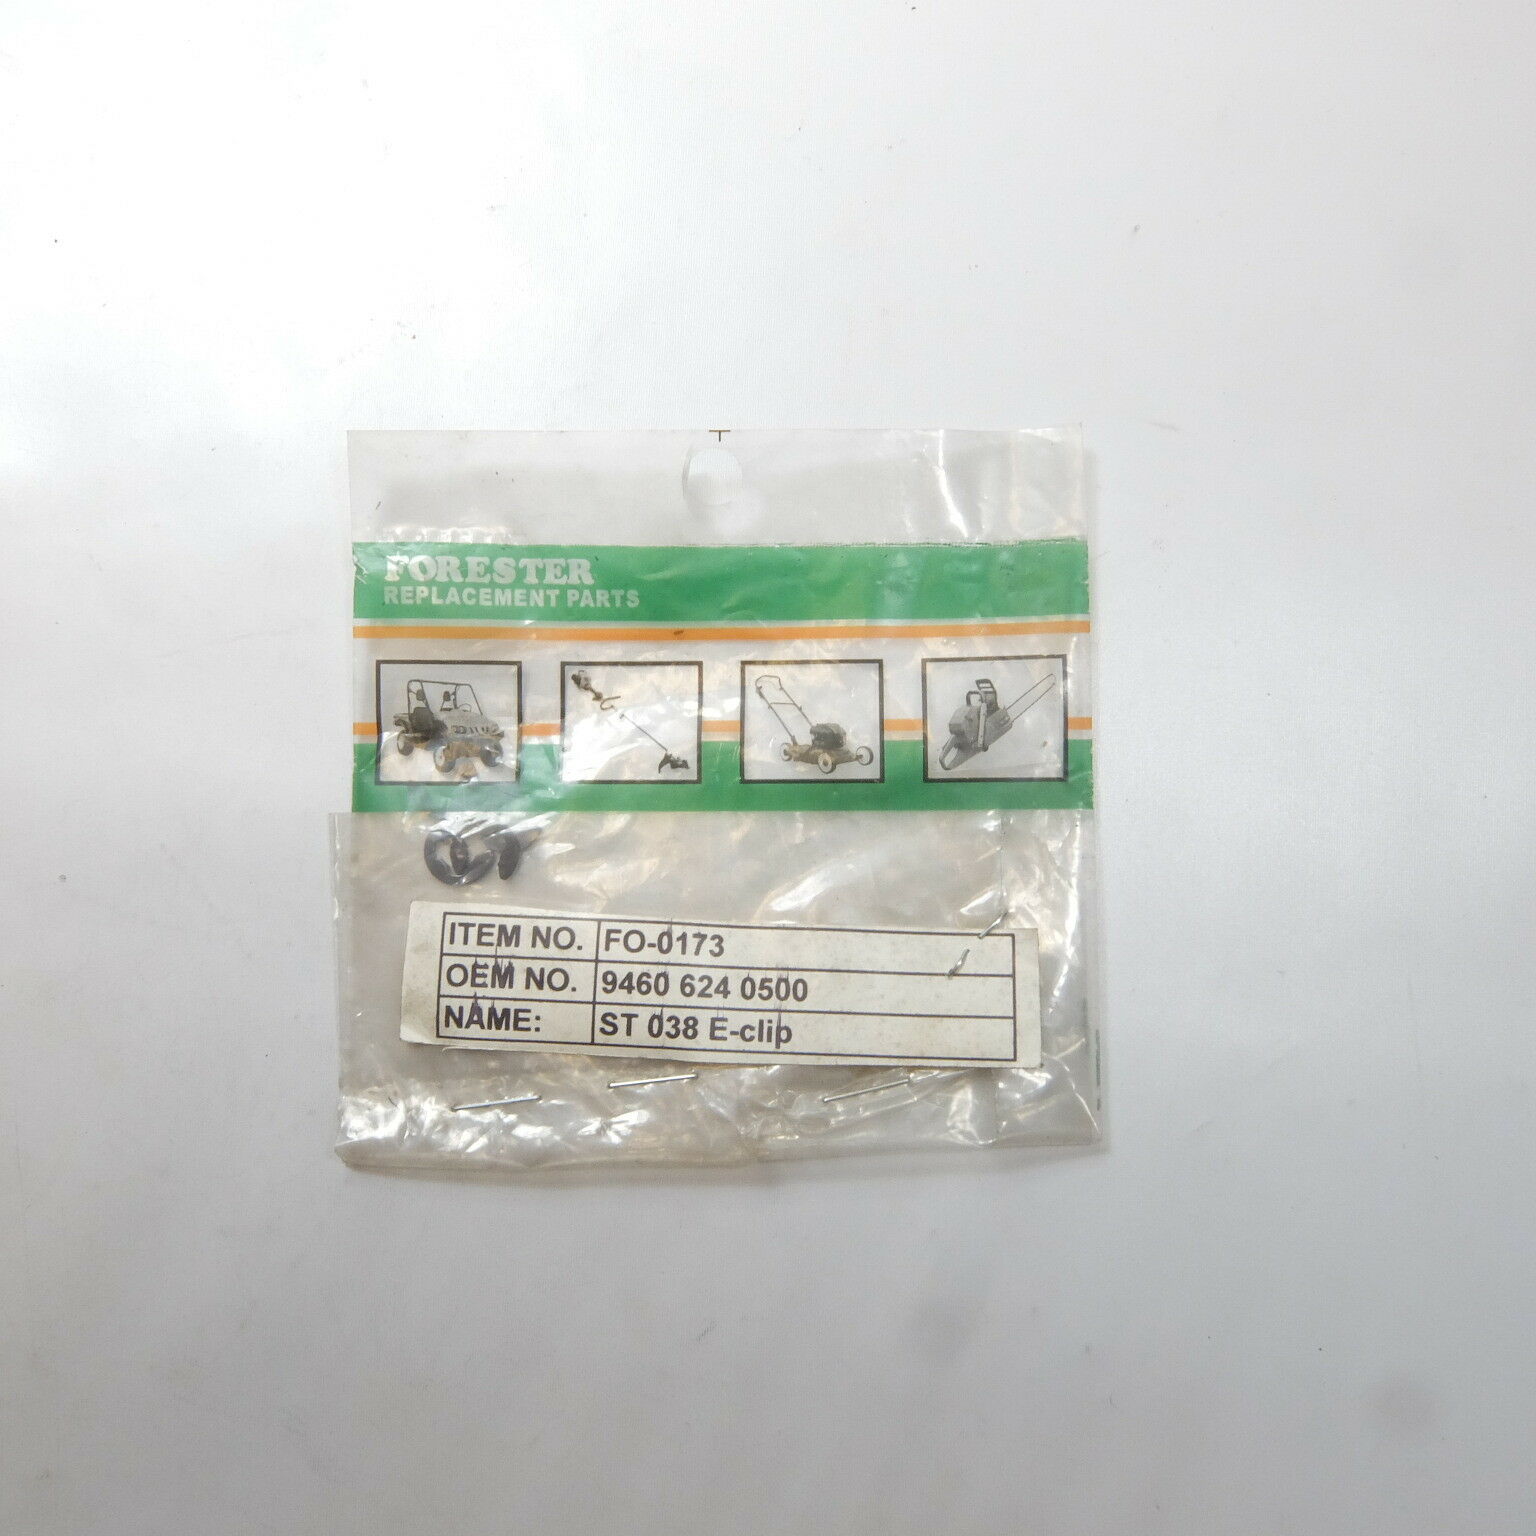 FORESTER
REPLACEMENT PARTS
ITEM NO. FO-0173
OEM NO. 9460 624 0500
NAME: ST 038 E-clip